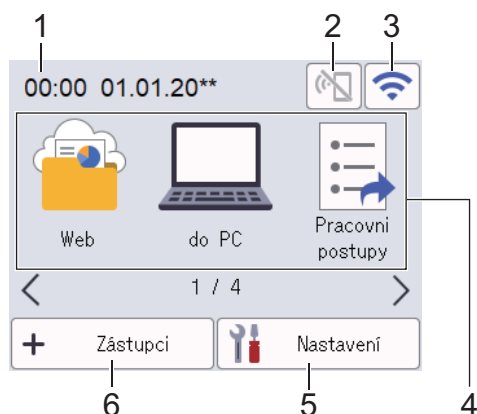 1
2
3
00:00 01.01.20**
Web
do PC
Pracovni
postupy
4
1 / 4
+ Zástupci
Nastavení
6
5